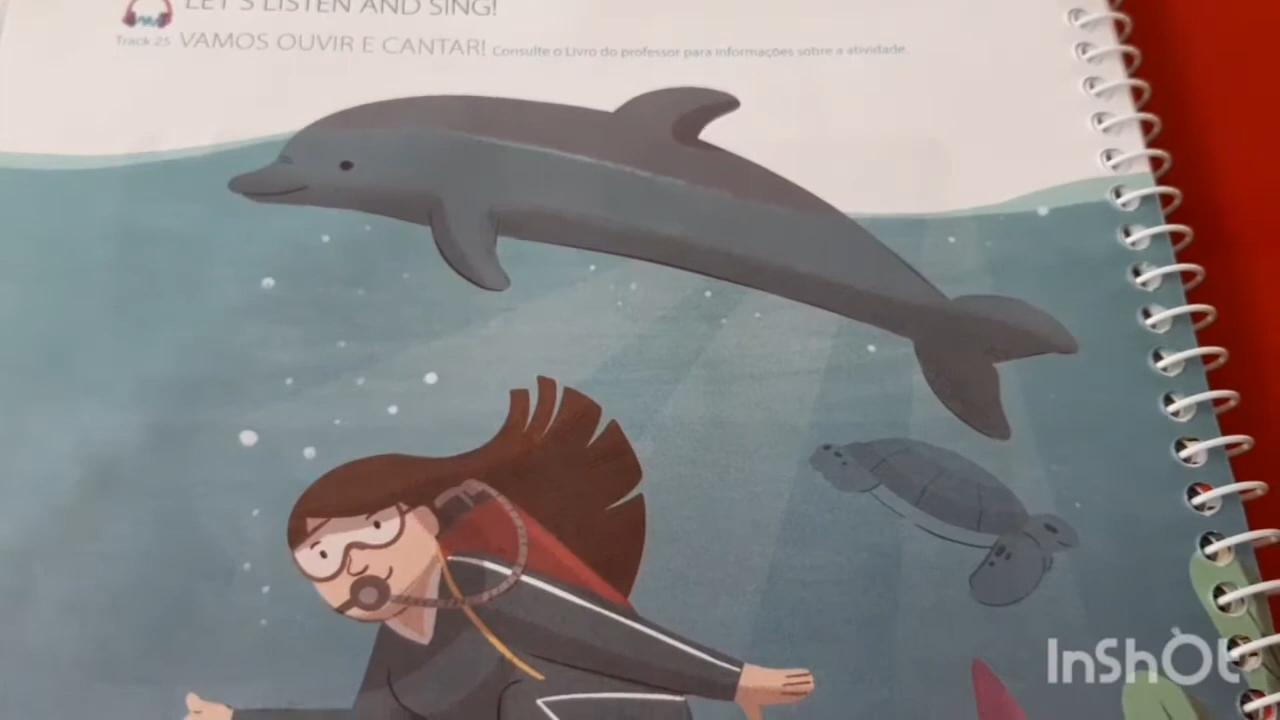 LET'S LISTEN AND SING!
Track 25 VAMOS OUVIR E CANTAR! Consulte o Livro do professor para informações sobre a atividade.
InShOt